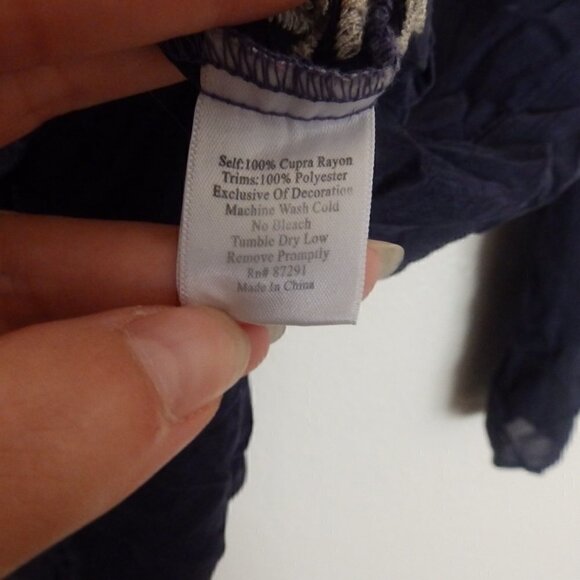 Self:100% Cupra Rayon
Trims:100% Polyester
Exclusive Of Decoration
Machine Wash Cold
No Bleach
Tumble Dry Low
Remove Promptly
Rn# 87291
Made In China